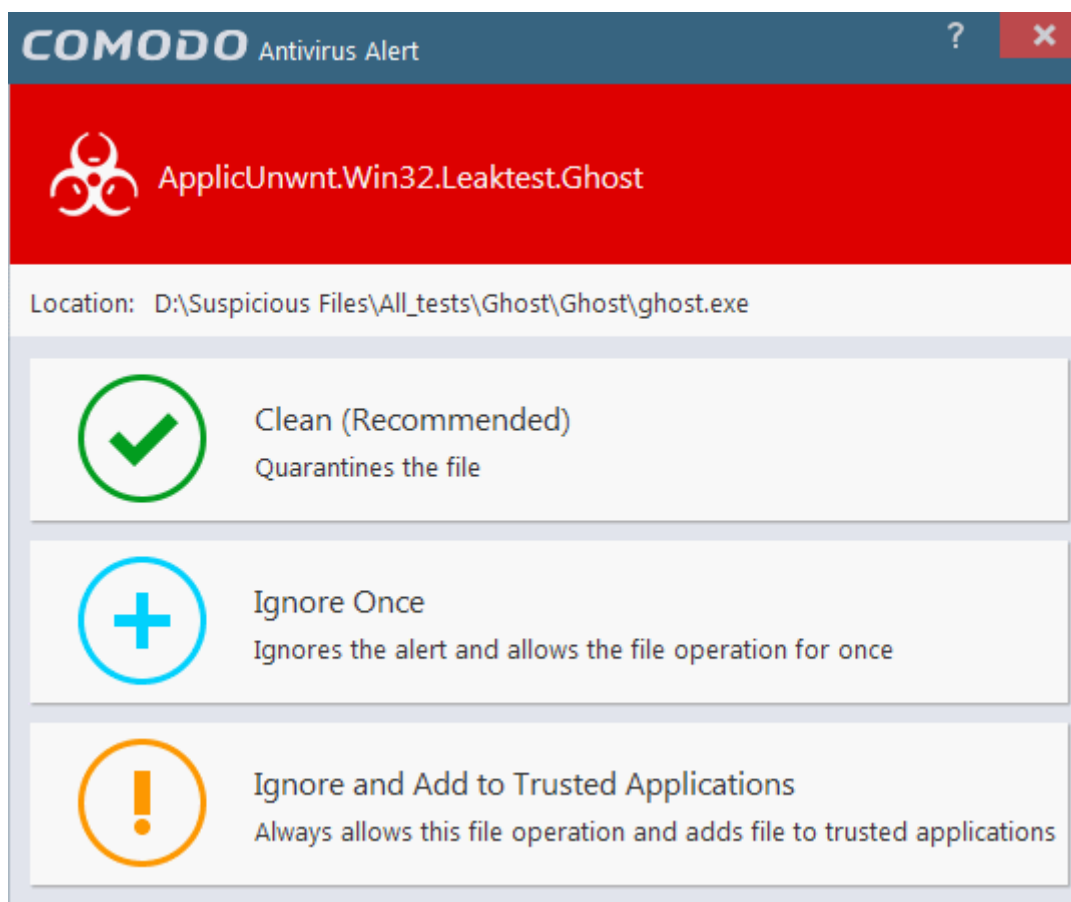 COMODO Antivirus Alert ?
ApplicUnwnt.Win32.Leaktest.Ghost
Location: D:\Suspicious Files\All_tests\Ghost\Ghost\ghost.exe
Clean (Recommended)
Quarantines the file
Ignore Once
Ignores the alert and allows the file operation for once
Ignore and Add to Trusted Applications
Always allows this file operation and adds file to trusted applications